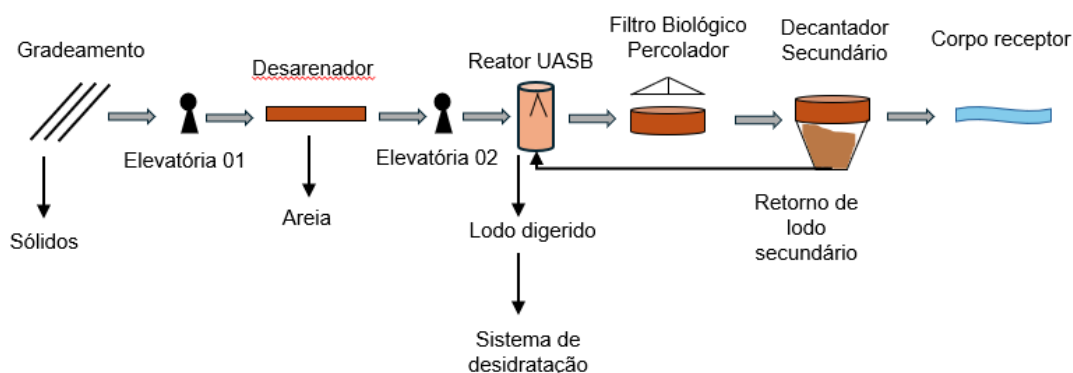 Gradeamento
Elevatória 01
Desarenador
Elevatória 02
Reator UASB
Filtro Biológico
Percolador
Decantador
Secundário
Corpo receptor
Sólidos
Areia
Lodo digerido
Retorno de
lodo
secundário
Sistema de
desidratação